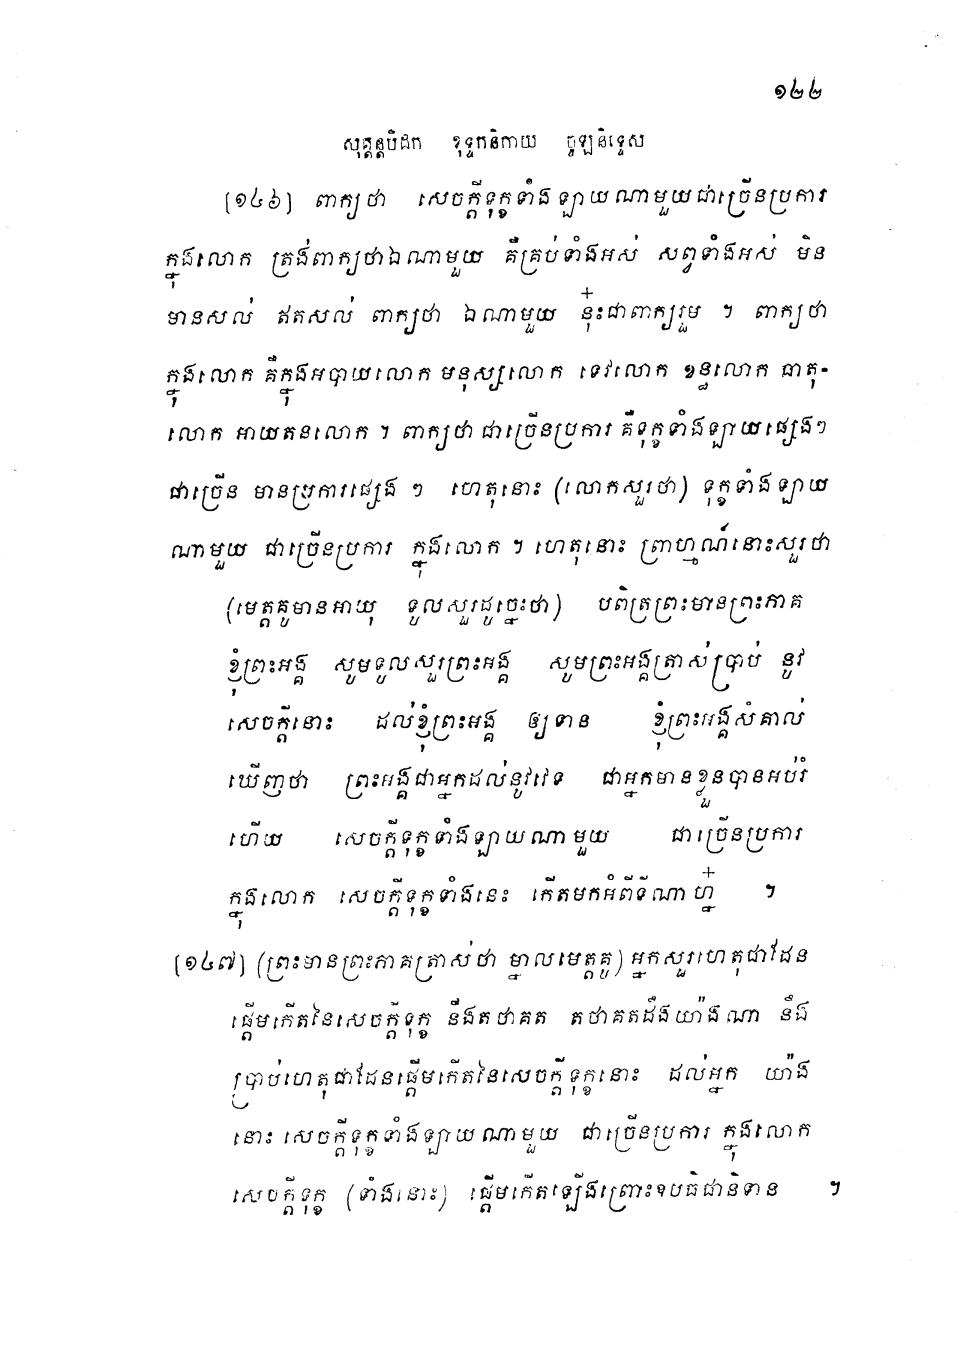 ១២២
សុត្តន្តបិដក ខុទ្ទកនិកាយ ចូឡនិទ្ទេស
[១៤៦] ពាក្យថា សេចក្តីទុក្ខទាំងឡាយណាមួយជាច្រើនប្រការ
ក្នុងលោក ត្រង់ពាក្យថាឯណាមួយ គឺគ្រប់ទាំងអស់ សព្វទាំងអស់ មិន
មានសល់ ឥតសល់ ពាក្យថា ឯណាមួយ នុ៎ះជាពាក្យរួម ។ ពាក្យថា
ក្នុងលោក គឺក្នុងអបាយលោក មនុស្សលោក ទេវលោក ខន្ធលោក ធាតុ-
លោក អាយតនលោក ។ ពាក្យថា ជាច្រើនប្រការ គឺទុក្ខទាំងឡាយផ្សេងៗ
ជាច្រើន មានប្រការផ្សេង ៗ ហេតុនោះ (លោកសួរថា) ទុក្ខទាំងឡាយ
ណាមួយ ជាច្រើនប្រការ ក្នុងលោក ។ ហេតុនោះ ព្រាហ្មណ៍នោះសួរថា
(មេត្តគូមានអាយុ ទូលសួរដូច្នេះថា) បពិត្រព្រះមានព្រះភាគ
ខ្ញុំព្រះអង្គ សូមទូលសួរព្រះអង្គ សូមព្រះអង្គត្រាស់ប្រាប់ នូវ
សេចក្តីនោះ ដល់ខ្ញុំព្រះអង្គ ឲ្យទាន ខ្ញុំព្រះអង្គសំគាល់
ឃើញថា ព្រះអង្គជាអ្នកដល់នូវវេទ ជាអ្នកមានខ្លួនបានអប់រំ
ហើយ សេចក្តីទុក្ខទាំងឡាយណាមួយ ជាច្រើនប្រការ
ក្នុងលោក សេចក្តីទុក្ខទាំងនេះ កើតមកអំពីទីណាហ្ន៎ ។
[១៤៧] (ព្រះមានព្រះភាគត្រាស់ថា ម្នាលមេត្តគូ) អ្នកសួរហេតុជាដែន
ផ្តើមកើតនៃសេចក្តីទុក្ខ នឹងតថាគត តថាគតដឹងយ៉ាងណា នឹង
ប្រាប់ហេតុជាដែនផ្តើមកើតនៃសេចក្តីទុក្ខនោះ ដល់អ្នក យ៉ាង
នោះ សេចក្តីទុក្ខទាំងឡាយណាមួយ ជាច្រើនប្រការ ក្នុងលោក
សេចក្តីទុក្ខ (ទាំងនោះ) ផ្តើមកើតឡើងព្រោះឧបធិជានិទាន ។